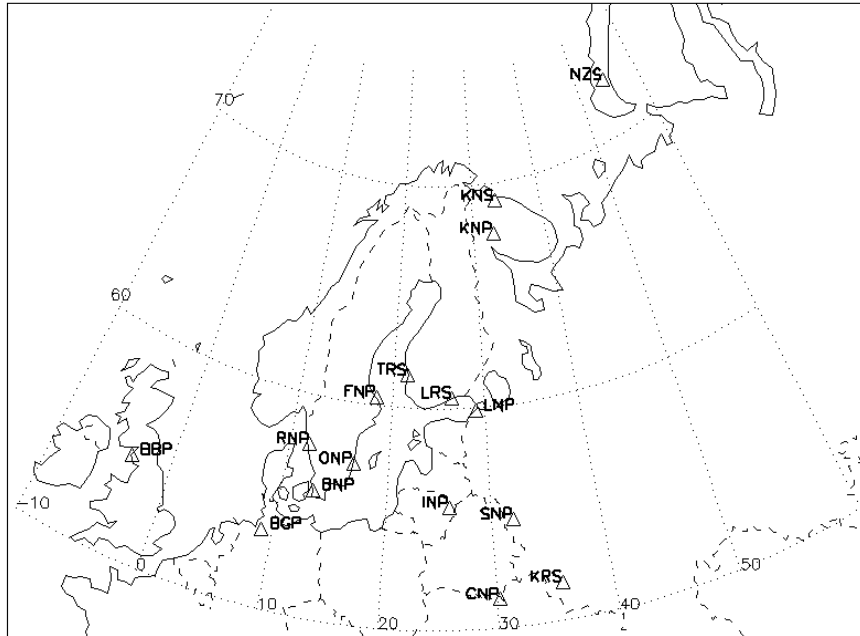 NZS
70
KNS
KNP
60
TRS
FNP
LRS
LNP
RNP
BBP
ONP
BNP
-10
INP
SNP
BGP
0
50
KRS
CNP
10
40
20
30